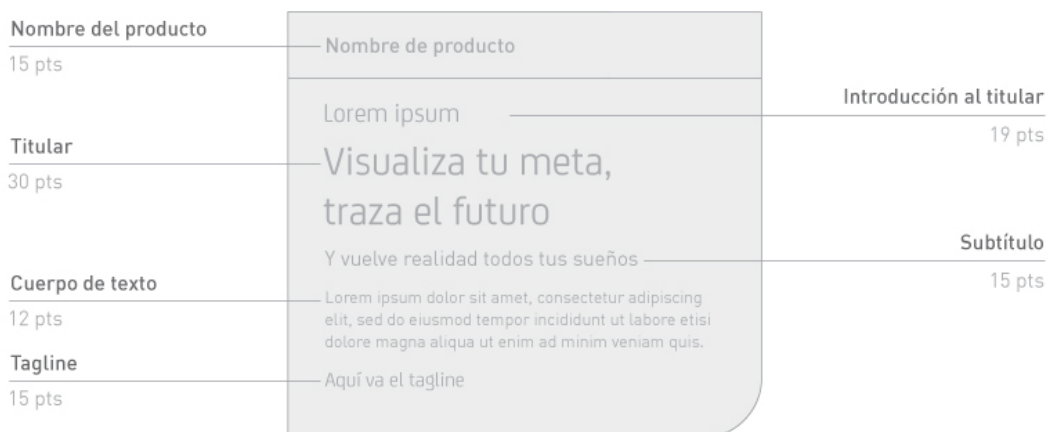 Nombre del producto
15 pts
Titular
30 pts
Cuerpo de texto
12 pts
Tagline
15 pts
Nombre de producto
Lorem ipsum
Visualiza tu meta,
traza el futuro
Y vuelve realidad todos tus sueños
Lorem ipsum dolor sit amet, consectetur adipiscing
elit, sed do eiusmod tempor incididunt ut labore etisi
dolore magna aliqua ut enim ad minim veniam quis.
Aquí va el tagline
Introducción al titular
19 pts
Subtítulo
15 pts